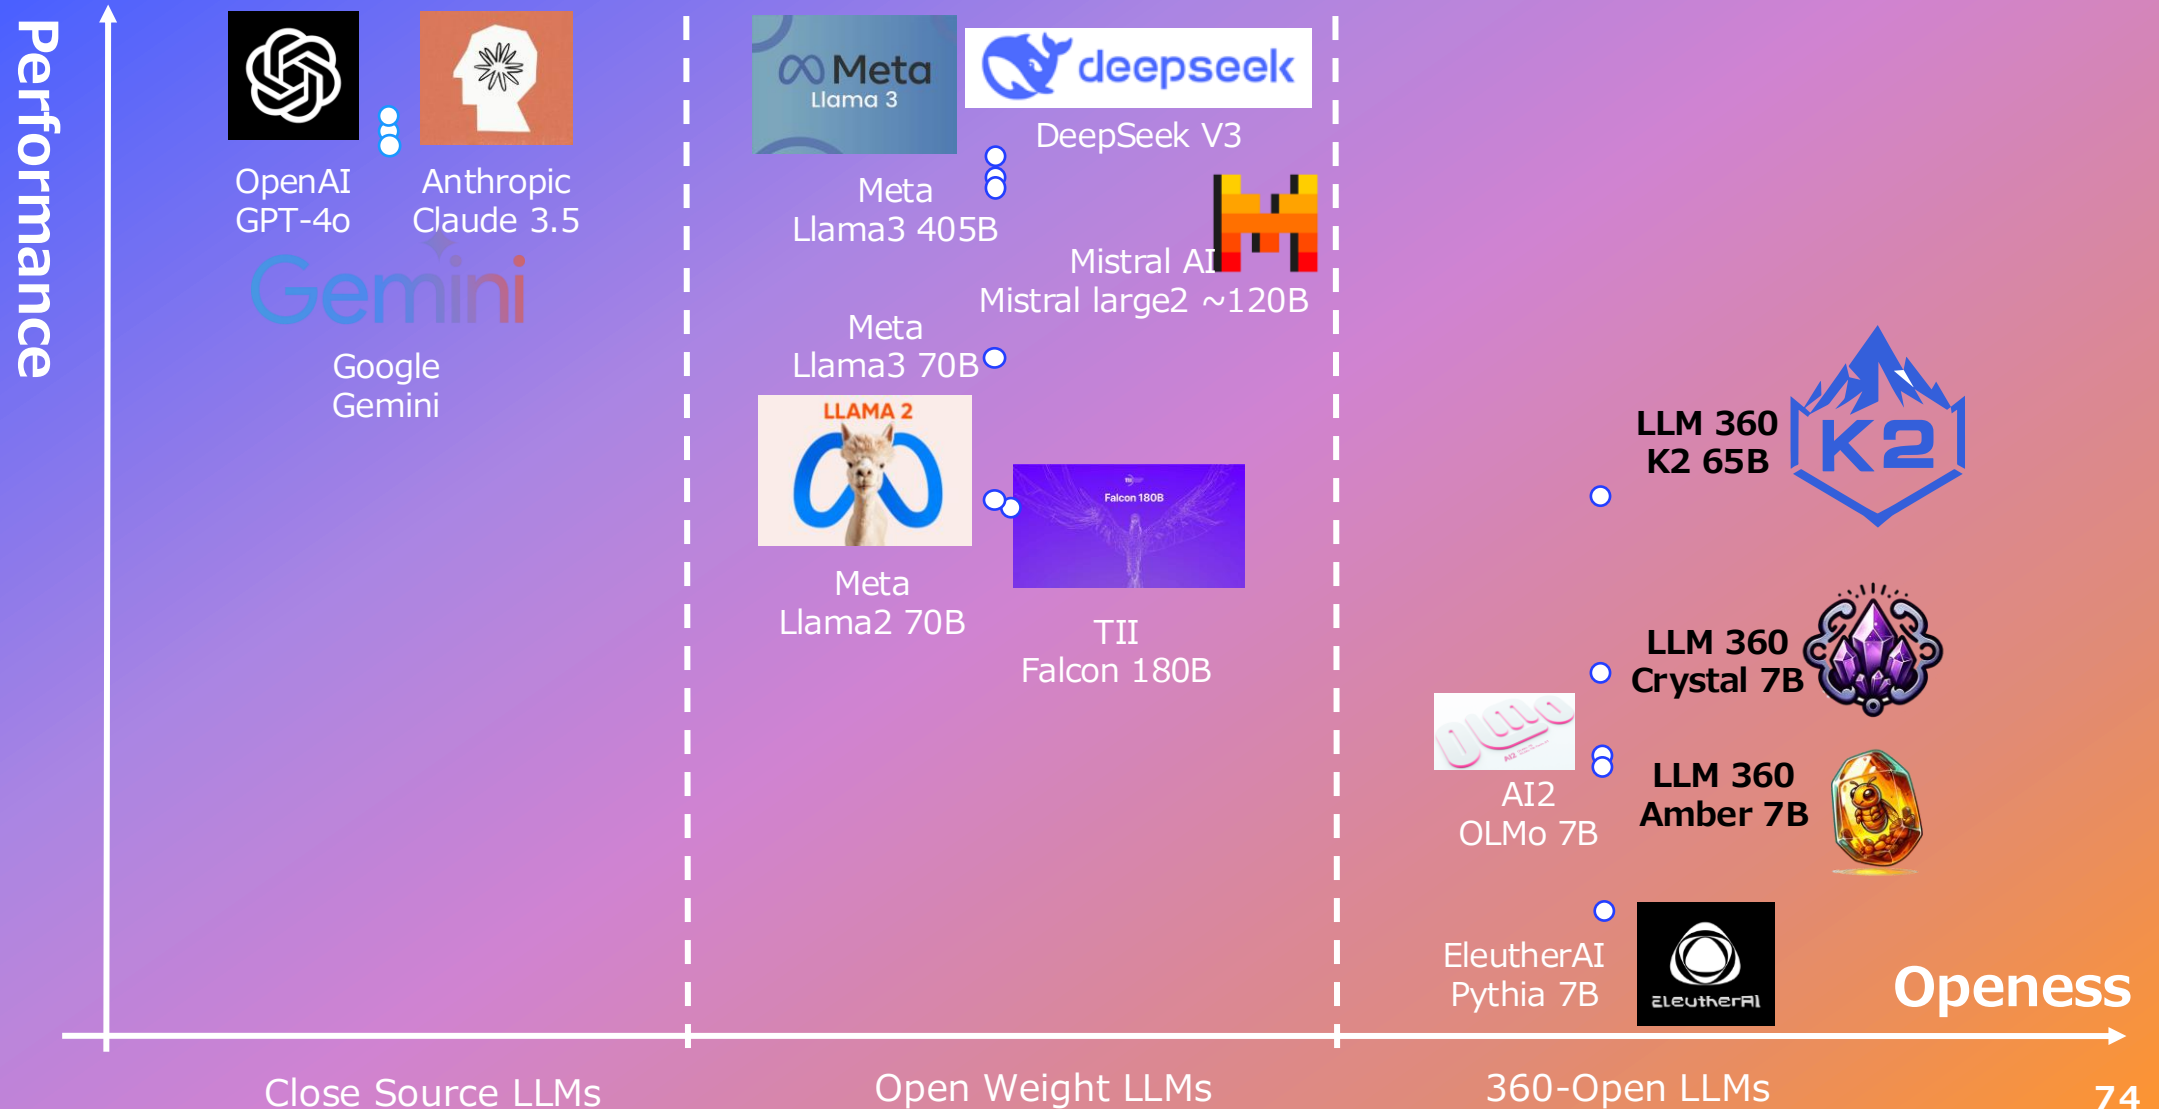 Performance
OpenAI
GPT-4o
Anthropic
Claude 3.5
Gemini
Google
Gemini
Meta
Llama 3
Meta
Llama3 405B
deepseek
DeepSeek V3
Mistral AI
Mistral large2 ~120B
Meta
Llama3 70B
LLAMA 2
Meta
Llama2 70B
Falcon 180B
TII
Falcon 180B
LLM 360
K2 65B
K2
LLM 360
Crystal 7B
olmo
AI2
AI2
OLMo 7B
LLM 360
Amber 7B
EleutherAI
Pythia 7B
EleutherAI
Openess
Close Source LLMs
Open Weight LLMs
360-Open LLMs
74